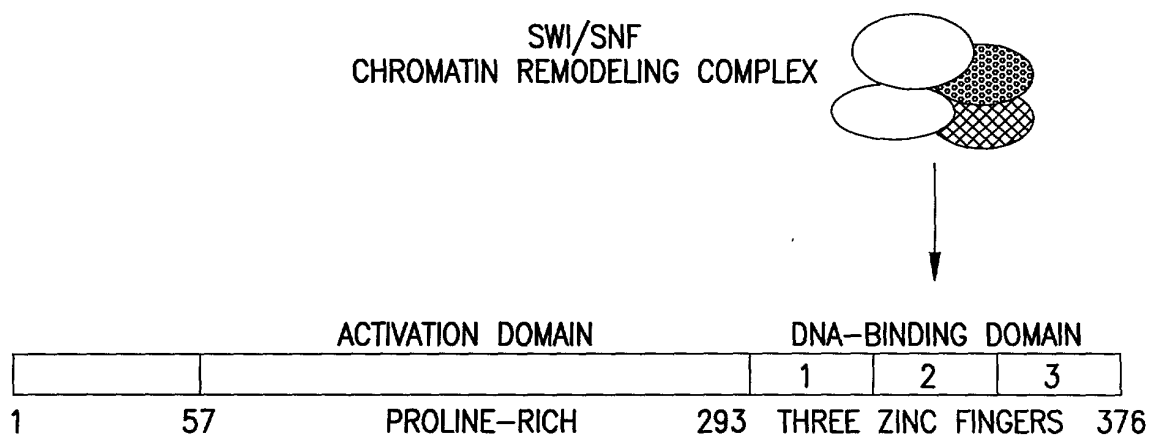 SWI/SNF
CHROMATIN REMODELING COMPLEX
ACTIVATION DOMAIN DNA-BINDING DOMAIN
1 2 3
1 57 PROLINE-RICH 293 THREE ZINC FINGERS 376